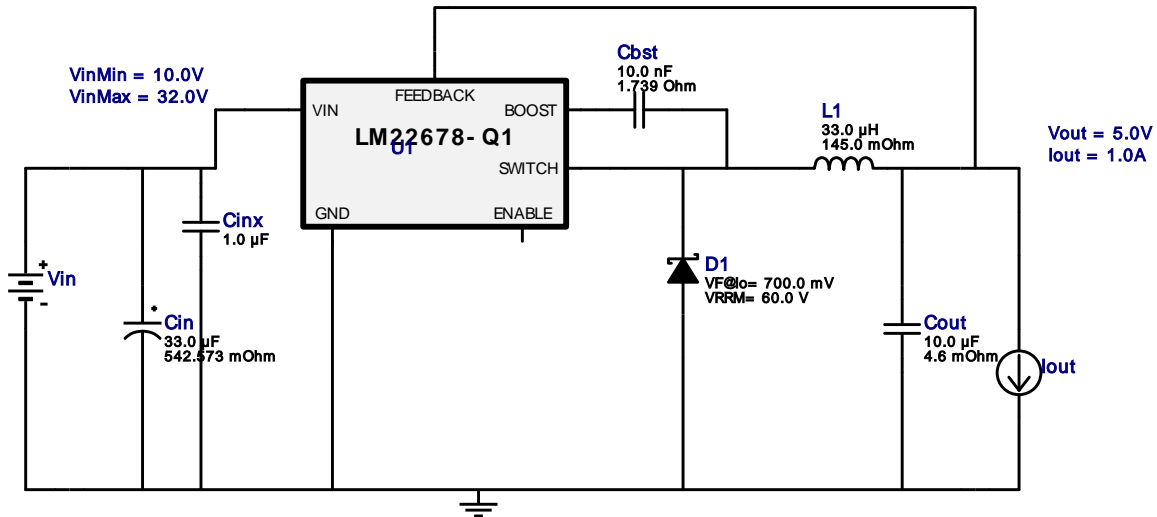 VinMin = 10.0V
VinMax = 32.0V
FEEDBACK
VIN
BOOST
LM22678- Q1
U1
SWITCH
GND
ENABLE
Cbst
10.0 nF
1.739 Ohm
L1
33.0 µH
145.0 mOhm
Vout = 5.0V
Iout = 1.0A
Cinx
1.0 µF
+
Vin
-
+
Cin
33.0 µF
542.573 mOhm
D1
VF@Io= 700.0 mV
VRRM= 60.0 V
Cout
10.0 µF
4.6 mOhm
Iout